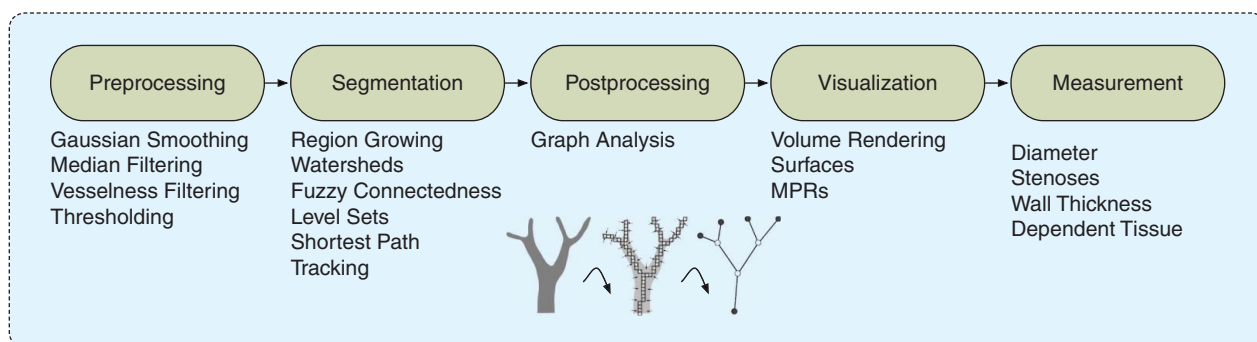 Preprocessing
Gaussian Smoothing
Median Filtering
Vesselness Filtering
Thresholding
Segmentation
Region Growing
Watersheds
Fuzzy Connectedness
Level Sets
Shortest Path
Tracking
Postprocessing
Graph Analysis
Visualization
Volume Rendering
Surfaces
MPRs
Measurement
Diameter
Stenoses
Wall Thickness
Dependent Tissue